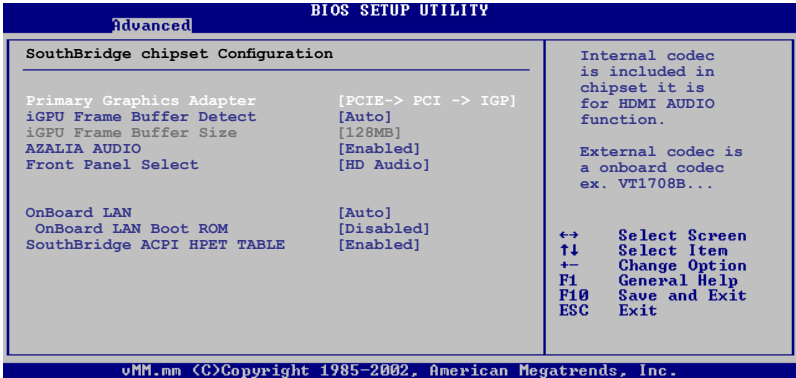 BIOS SETUP UTILITY
Advanced
SouthBridge chipset Configuration
Primary Graphics Adapter [PCIE-> PCI -> IGP]
iGPU Frame Buffer Detect [Auto]
iGPU Frame Buffer Size [128MB]
AZALIA AUDIO [Enabled]
Front Panel Select [HD Audio]
OnBoard LAN [Auto]
OnBoard LAN Boot ROM [Disabled]
SouthBridge ACPI HPET TABLE [Enabled]
Internal codec
is included in
chipset it is
for HDMI AUDIO
function.
External codec is
a onboard codec
ex. VT1708B...
↔ Select Screen
↑↓ Select Item
+- Change Option
F1 General Help
F10 Save and Exit
ESC Exit
vMM.mm (C)Copyright 1985-2002, American Megatrends, Inc.